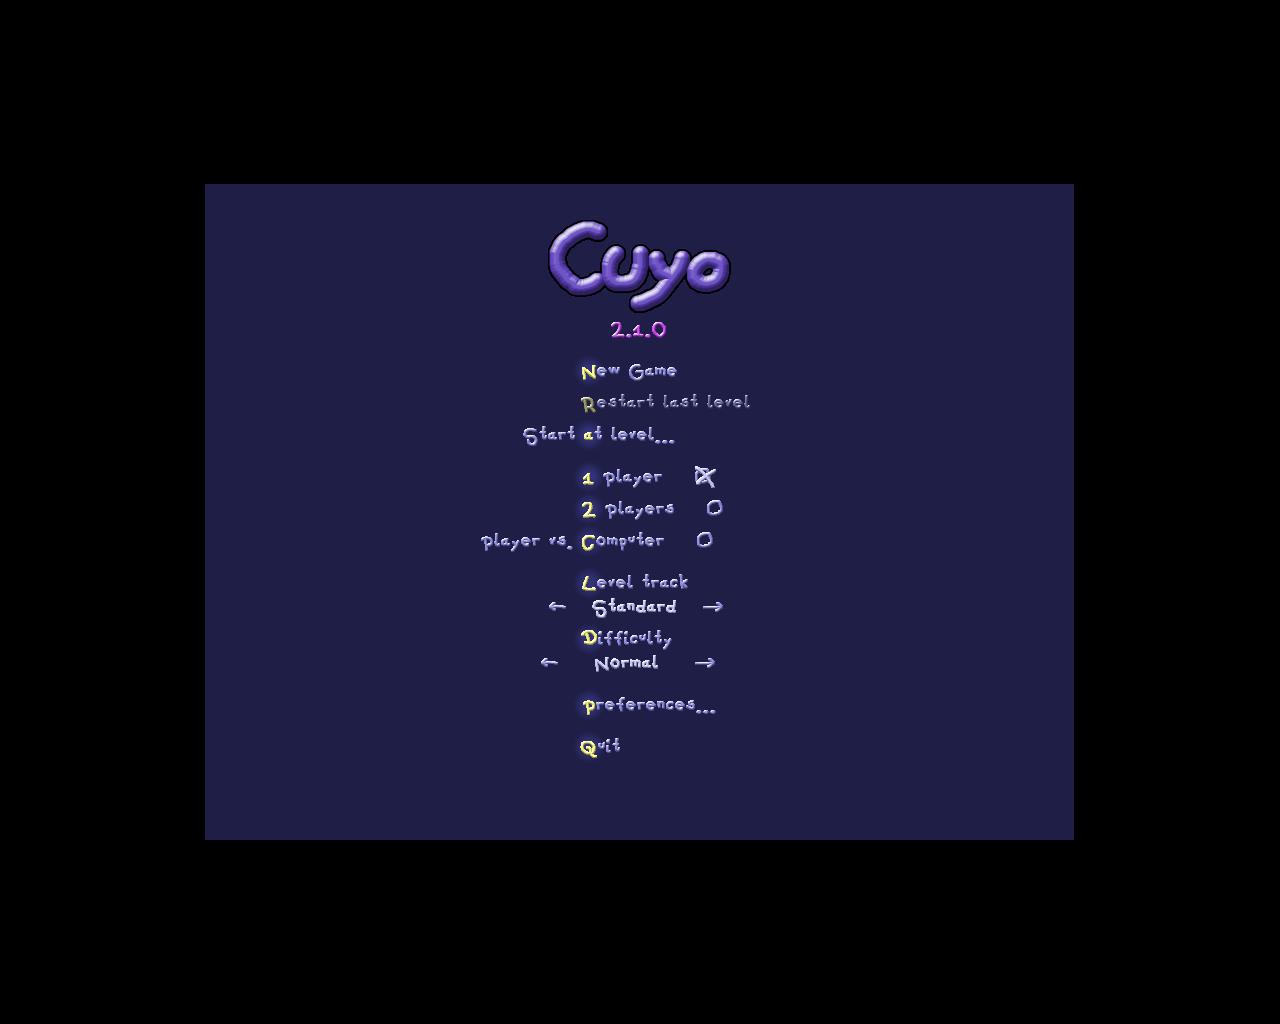 Cuyo
2.1.0
New Game
Restart last level
Start at level...
1 player
2 players
player vs. Computer
Level track
← Standard →
Difficulty
← Normal →
Preferences...
Quit